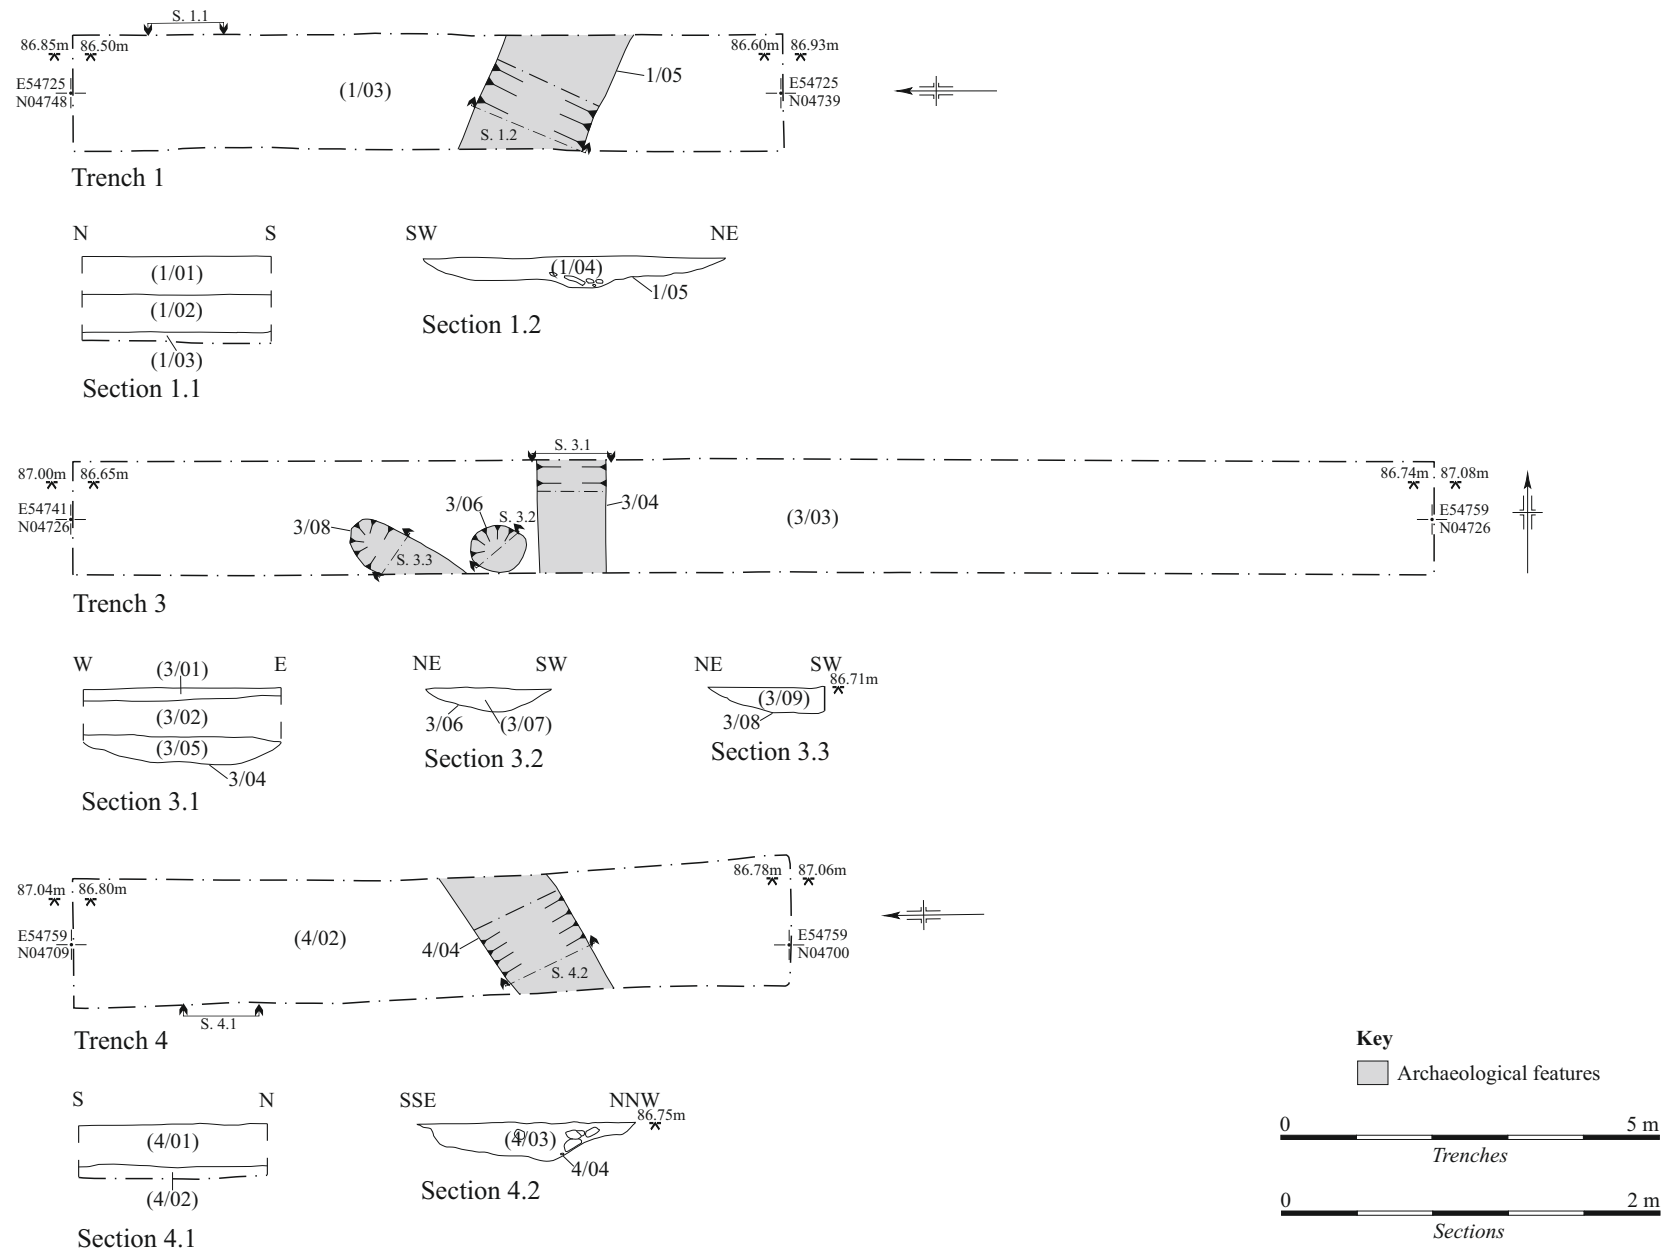 S. 1.1
86.85m 86.50m 86.60m 86.93m
E54725
N04748
(1/03)
1/05
S. 1.2
E54725
N04739
Trench 1
N S SW NE
(1/01)
(1/02)
(1/03)
Section 1.1
(1/04)
1/05
Section 1.2
S. 3.1
87.00m 86.65m 86.74m 87.08m
E54741
N04726
3/08
S. 3.3
3/06
S. 3.2
3/04
(3/03)
E54759
N04726
Trench 3
W E NE SW NE SW
(3/01)
(3/02)
(3/05)
3/04
Section 3.1
3/06
(3/07)
Section 3.2
86.71m
(3/09)
3/08
Section 3.3
87.04m 86.80m 86.78m 87.06m
E54759
N04709
(4/02)
4/04
S. 4.2
E54759
N04700
S. 4.1
Trench 4
S N SSE NNW
86.75m
(4/01)
(4/02)
Section 4.1
(4/03)
4/04
Section 4.2
Key
Archaeological features
0 5 m
Trenches
0 2 m
Sections